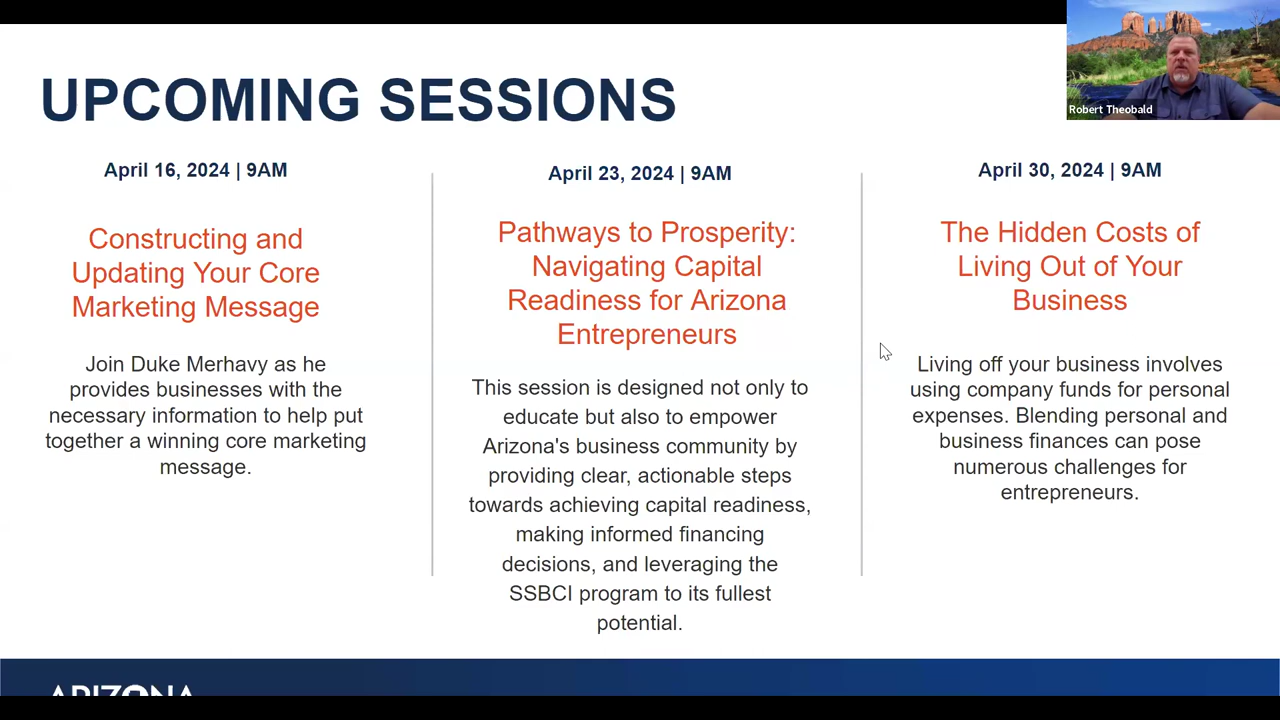 UPCOMING SESSIONS
Robert Theobald
April 16, 2024 | 9AM
Constructing and
Updating Your Core
Marketing Message
Join Duke Merhavy as he
provides businesses with the
necessary information to help put
together a winning core marketing
message.
April 23, 2024 | 9AM
Pathways to Prosperity:
Navigating Capital
Readiness for Arizona
Entrepreneurs
This session is designed not only to
educate but also to empower
Arizona's business community by
providing clear, actionable steps
towards achieving capital readiness,
making informed financing
decisions, and leveraging the
SSBCI program to its fullest
potential.
April 30, 2024 | 9AM
The Hidden Costs of
Living Out of Your
Business
Living off your business involves
using company funds for personal
expenses. Blending personal and
business finances can pose
numerous challenges for
entrepreneurs.
ARIZONA